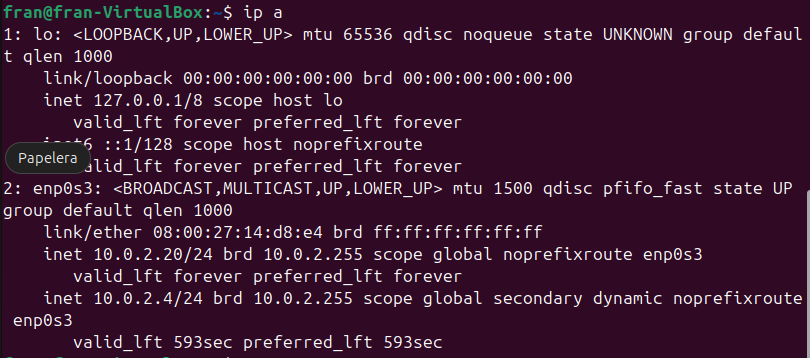 fran@fran-VirtualBox:~$ ip a
1: lo: <LOOPBACK,UP,LOWER_UP> mtu 65536 qdisc noqueue state UNKNOWN group defaul
t qlen 1000
    link/loopback 00:00:00:00:00:00 brd 00:00:00:00:00:00
    inet 127.0.0.1/8 scope host lo
       valid_lft forever preferred_lft forever
    ::1/128 scope host noprefixroute
Papelera
       forever preferred_lft forever
2: enp0s3: <BROADCAST,MULTICAST,UP,LOWER_UP> mtu 1500 qdisc pfifo_fast state UP
group default qlen 1000
    link/ether 08:00:27:14:d8:e4 brd ff:ff:ff:ff:ff:ff
    inet 10.0.2.20/24 brd 10.0.2.255 scope global noprefixroute enp0s3
       valid_lft forever preferred_lft forever
    inet 10.0.2.4/24 brd 10.0.2.255 scope global secondary dynamic noprefixroute
 enp0s3
       valid_lft 593sec preferred_lft 593sec